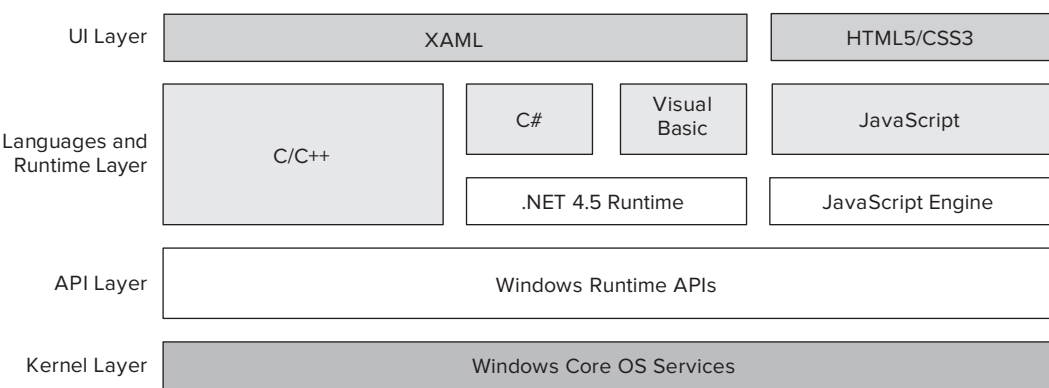 UI Layer
XAML
HTML5/CSS3
Languages and
Runtime Layer
C/C++
C#
Visual
Basic
JavaScript
.NET 4.5 Runtime
JavaScript Engine
API Layer
Windows Runtime APIs
Kernel Layer
Windows Core OS Services